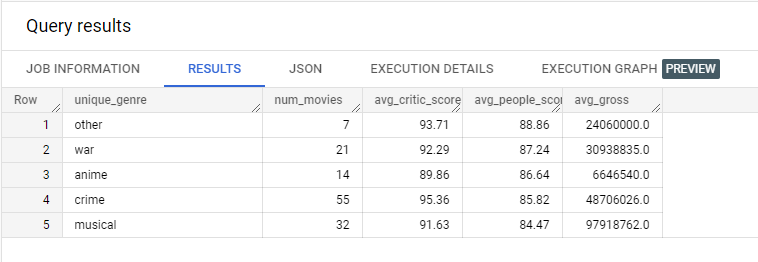 Query results
JOB INFORMATION RESULTS JSON EXECUTION DETAILS EXECUTION GRAPH PREVIEW
Row unique_genre num_movies avg_critic_score avg_people_scor avg_gross
1 other 7 93.71 88.86 24060000.0
2 war 21 92.29 87.24 30938835.0
3 anime 14 89.86 86.64 6646540.0
4 crime 55 95.36 85.82 48706026.0
5 musical 32 91.63 84.47 97918762.0